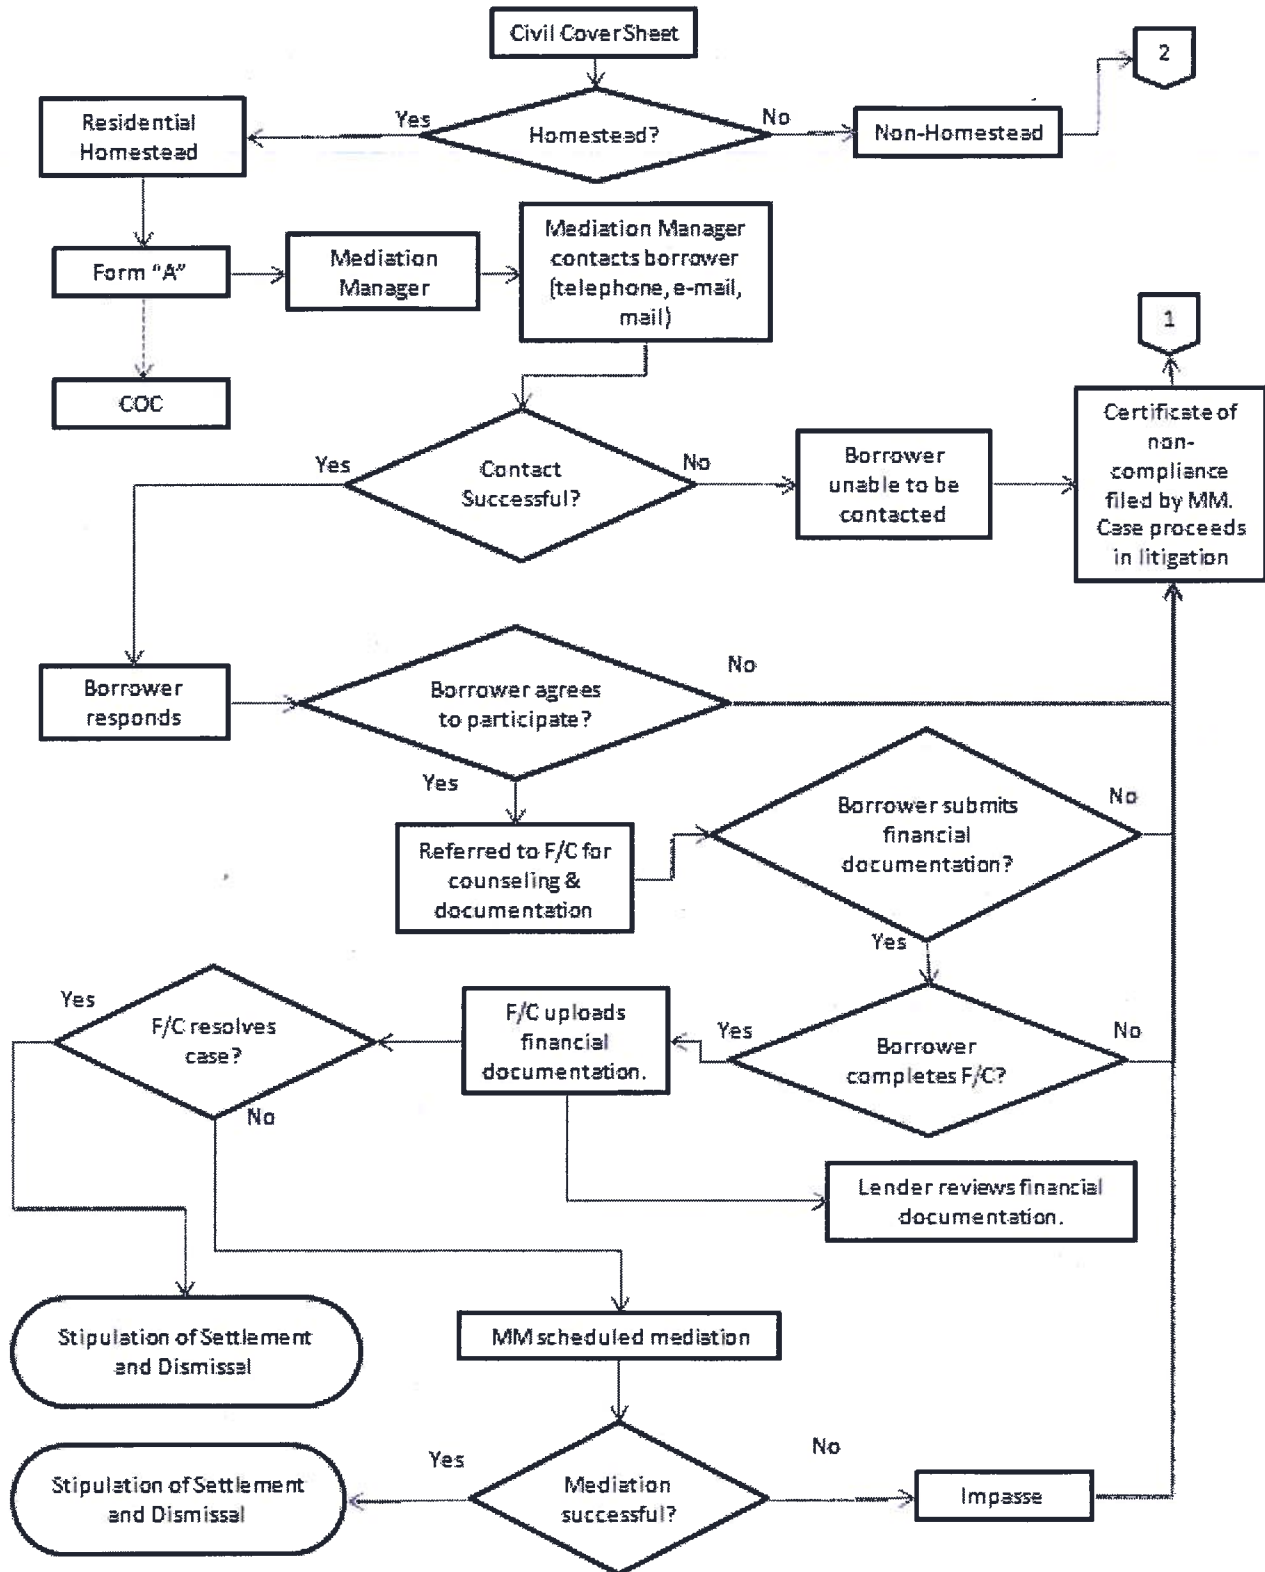 Civil Cover Sheet
2
Yes
No
Residential
Homestead
Homestead?
Non-Homestead
Mediation Manager
contacts borrower
(telephone, e-mail,
mail)
Form "A"
Mediation
Manager
1
COC
Certificate of
non-
compliance
filed by MM.
Case proceeds
in litigation
Yes
Contact
Successful?
No
Borrower
unable to be
contacted
No
Borrower
responds
Borrower agrees
to participate?
Yes
No
Borrower submits
financial
documentation?
Referred to F/C for
counseling &
documentation
Yes
Yes
F/C resolves
case?
No
F/C uploads
financial
documentation.
Yes
Borrower
completes F/C?
No
Lender reviews financial
documentation.
Stipulation of Settlement
and Dismissal
MM scheduled mediation
Yes
No
Stipulation of Settlement
and Dismissal
Mediation
successful?
Impasse